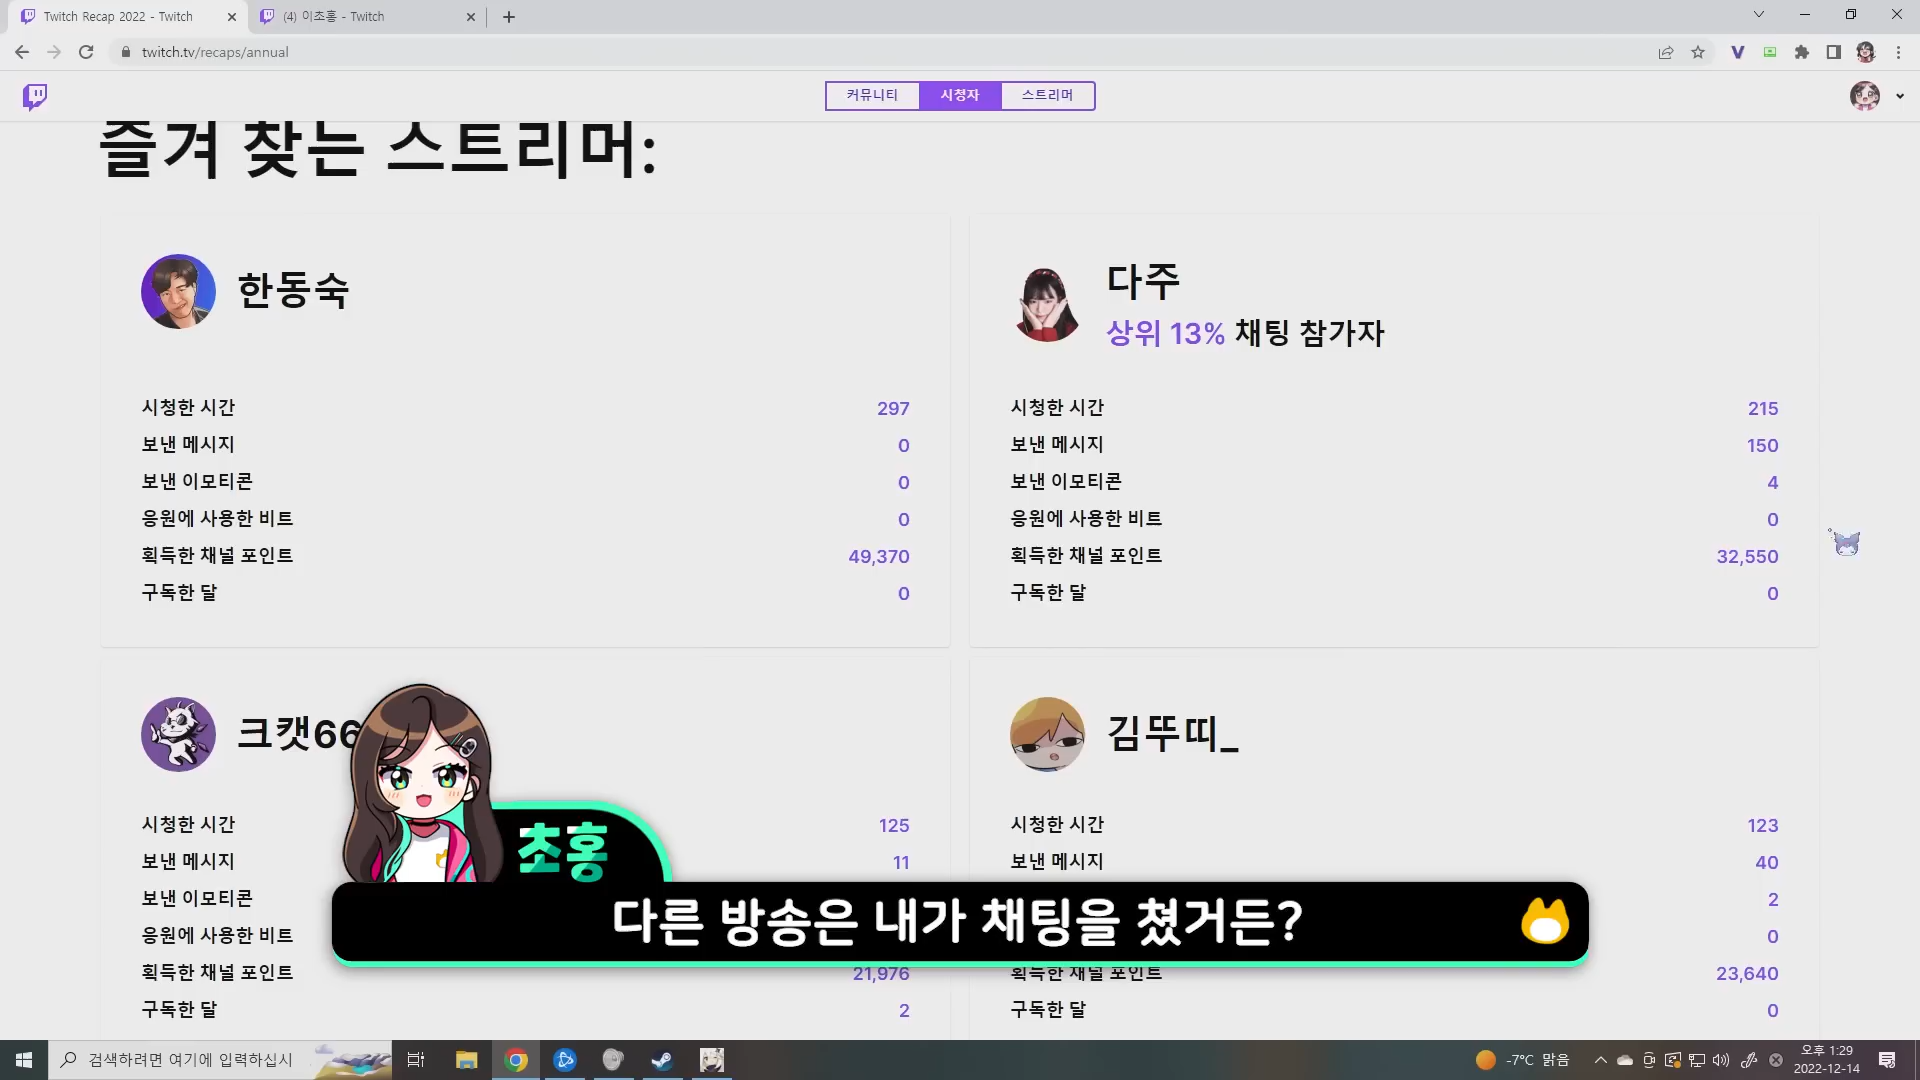 Twitch Recap 2022 - Twitch
(4) 이초홍 - Twitch
twitch.tv/recaps/annual
커뮤니티
시청자
스트리머
즐겨 찾는 스트리머:
한동숙
시청한 시간 297
보낸 메시지 0
보낸 이모티콘 0
응원에 사용한 비트 0
획득한 채널 포인트 49,370
구독한 달 0
다주
상위 13% 채팅 참가자
시청한 시간 215
보낸 메시지 150
보낸 이모티콘 4
응원에 사용한 비트 0
획득한 채널 포인트 32,550
구독한 달 0
크캣66
시청한 시간 125
보낸 메시지 11
보낸 이모티콘
응원에 사용한 비트
획득한 채널 포인트 21,976
구독한 달 2
김뚜띠_
시청한 시간 123
보낸 메시지 40
2
0
획득한 채널 포인트 23,640
구독한 달 0
초홍
다른 방송은 내가 채팅을 쳤거든?
검색하려면 여기에 입력하십시
-7°C 맑음
오후 1:29
2022-12-14